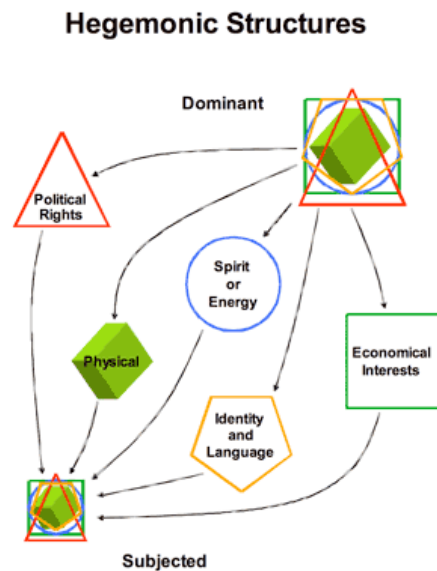 Hegemonic Structures
Dominant
Political
Rights
Spirit
or
Energy
Physical
Economical
Interests
Identity
and
Language
Subjected